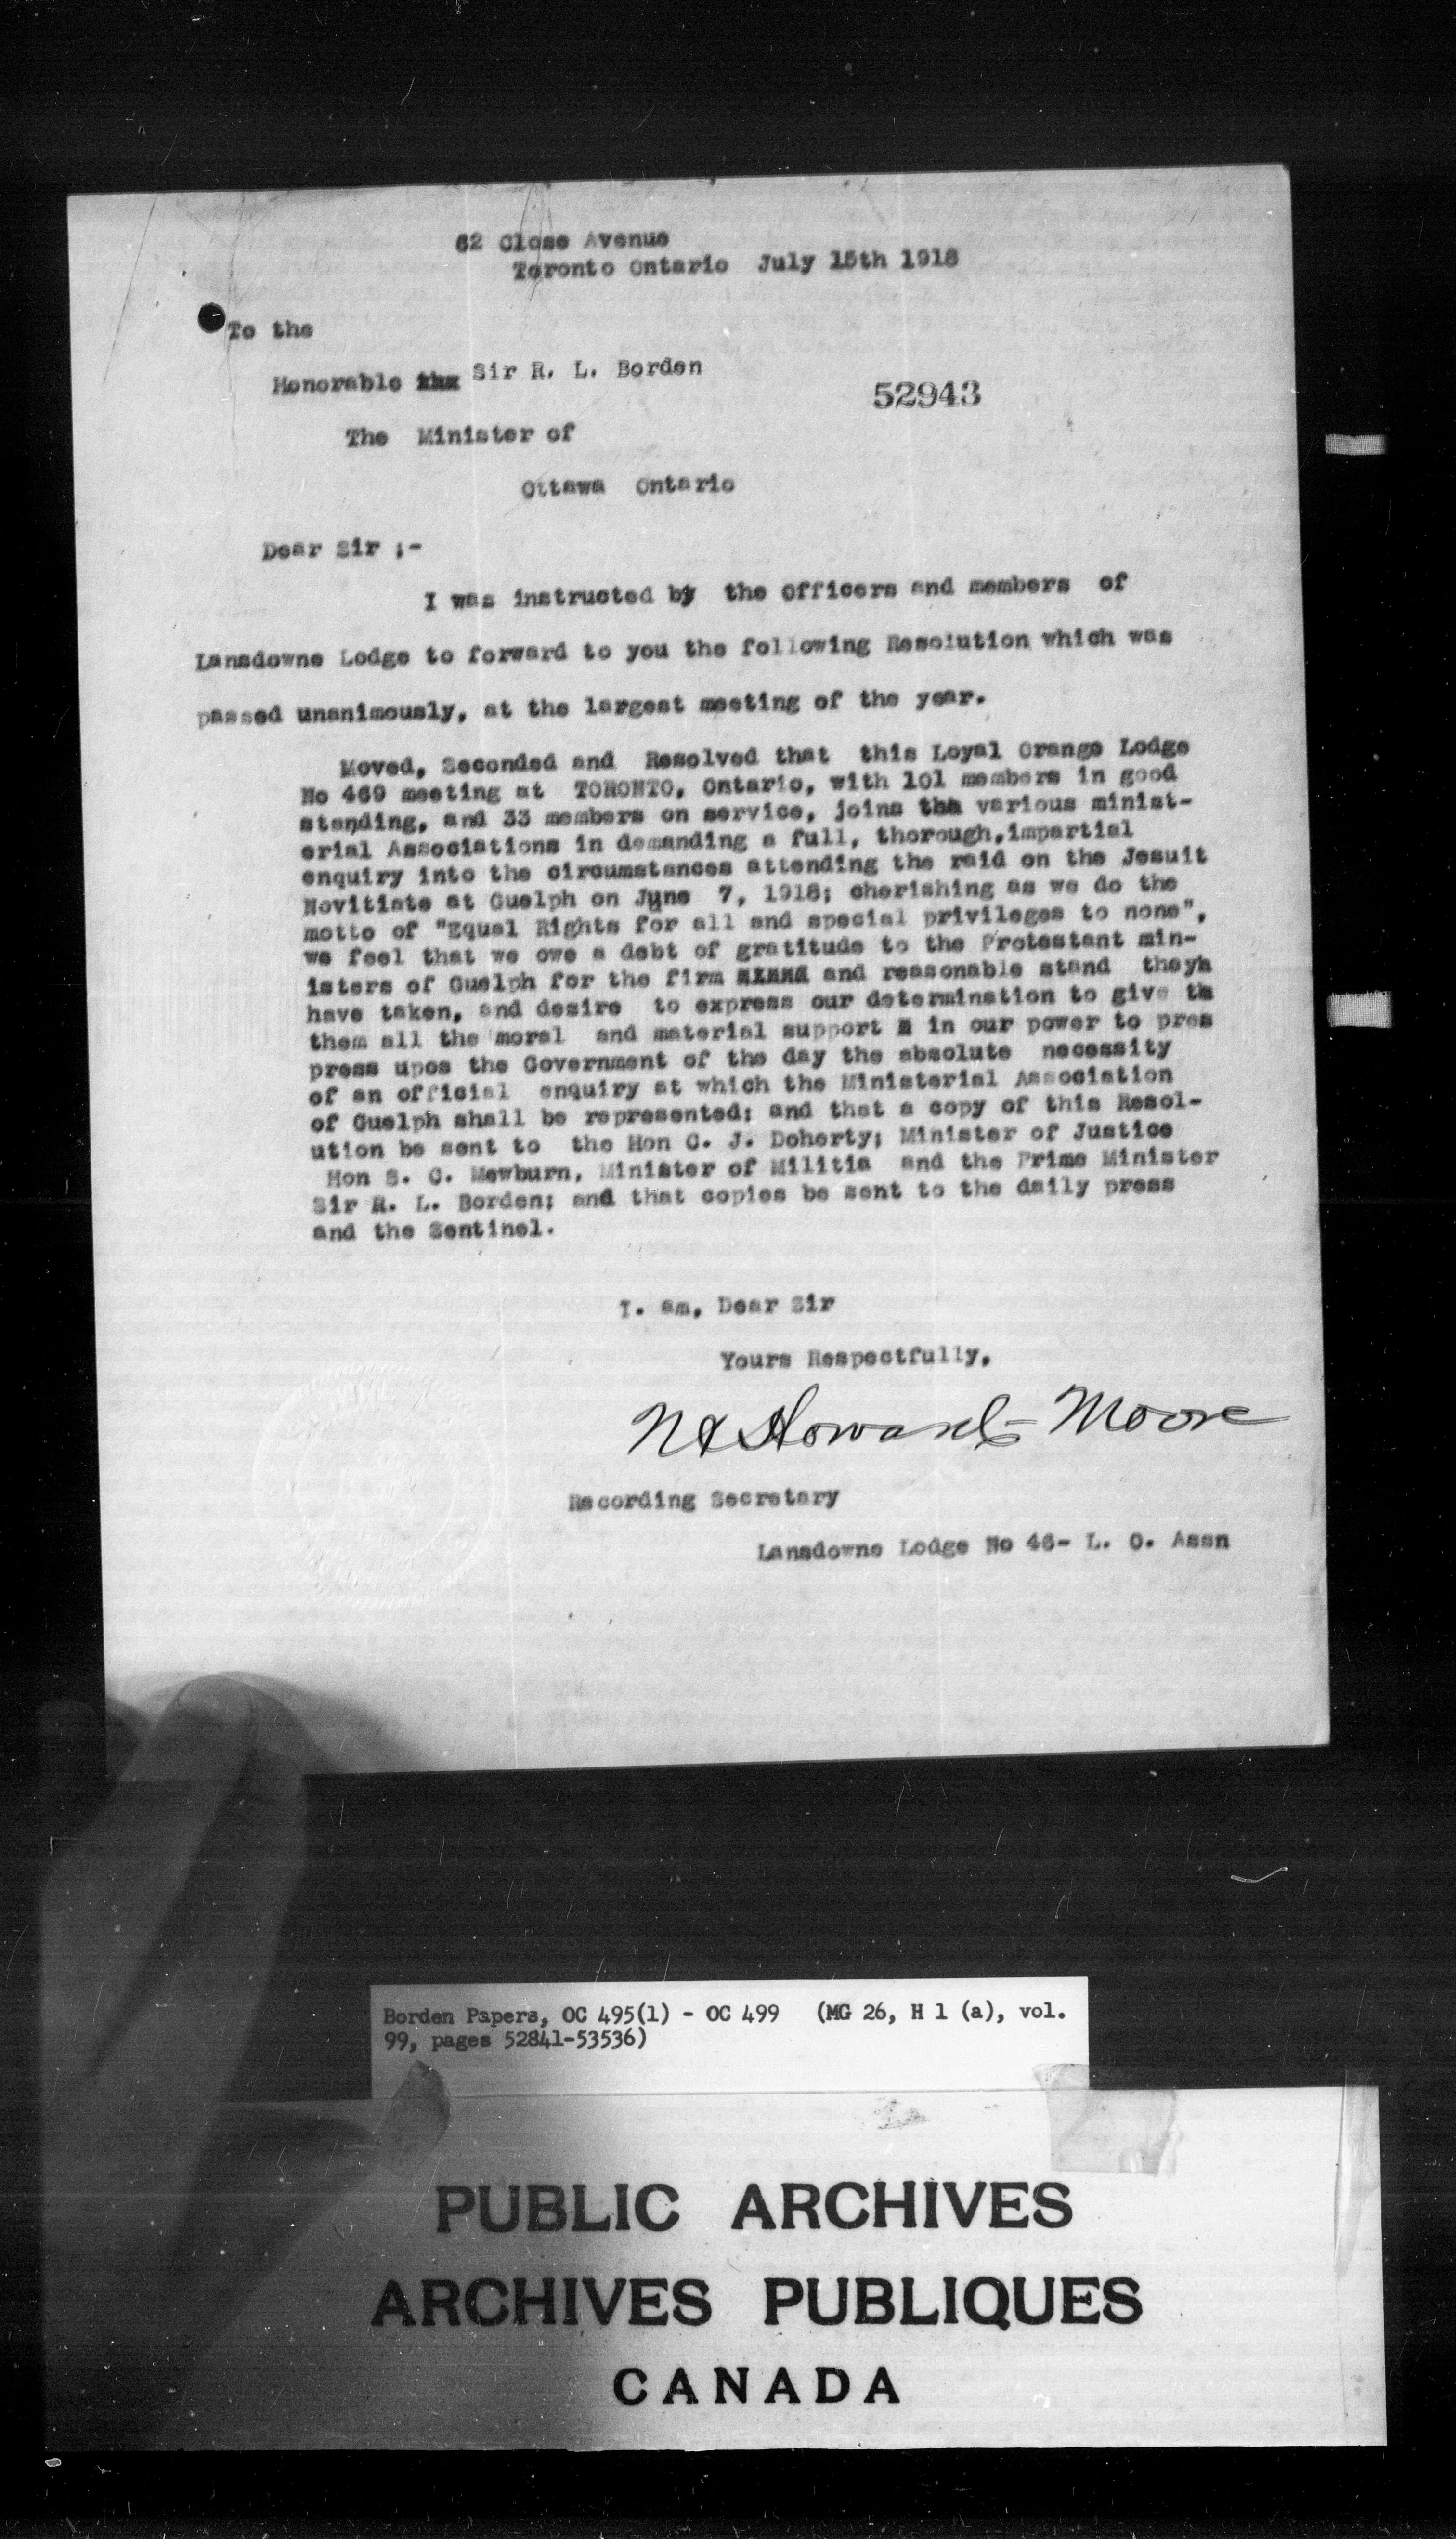 62 Close Avenue
Toronto Ontario July 15th 1918
To the
Honorable the Sir R. L. Borden
52943
The Minister of
Ottawa Ontario
Dear Sir ;-
I was instructed by the officers and members of
Lansdowne Lodge to forward to you the following Resolution which was
passed unanimously, at the largest meeting of the year.
Moved, Seconded and Resolved that this Loyal Orange Lodge
No 469 meeting at TORONTO, Ontario, with 101 members in good
standing, and 33 members on service, joins the various minist-
erial Associations in demanding a full, thorough,impartial
enquiry into the circumstances attending the raid on the Jesuit
Novitiate at Guelph on June 7, 1918; cherishing as we do the
motto of "Equal Rights for all and special privileges to none",
we feel that we owe a debt of gratitude to the Protestant min-
isters of Guelph for the firm and reasonable stand theyh
have taken, and desire to express our determination to give th
them all the moral and material support in our power to pres
press upos the Government of the day the absolute necessity
of an official enquiry at which the Ministerial Association
of Guelph shall be represented; and that a copy of this Resol-
ution be sent to the Hon C. J. Doherty; Minister of Justice
Hon S. C. Mewburn, Minister of Militia and the Prime Minister
Sir R. L. Borden; and that copies be sent to the daily press
and the Sentinel.
I. am, Dear Sir
Yours Respectfully,
Howard Moore
Recording Secretary
Lansdowne Lodge No 46- L. O. Assn
Borden Papers, OC 495(1) - OC 499 (MG 26, H 1 (a), vol.
99, pages 52841-53536)
PUBLIC ARCHIVES
ARCHIVES PUBLIQUES
CANADA